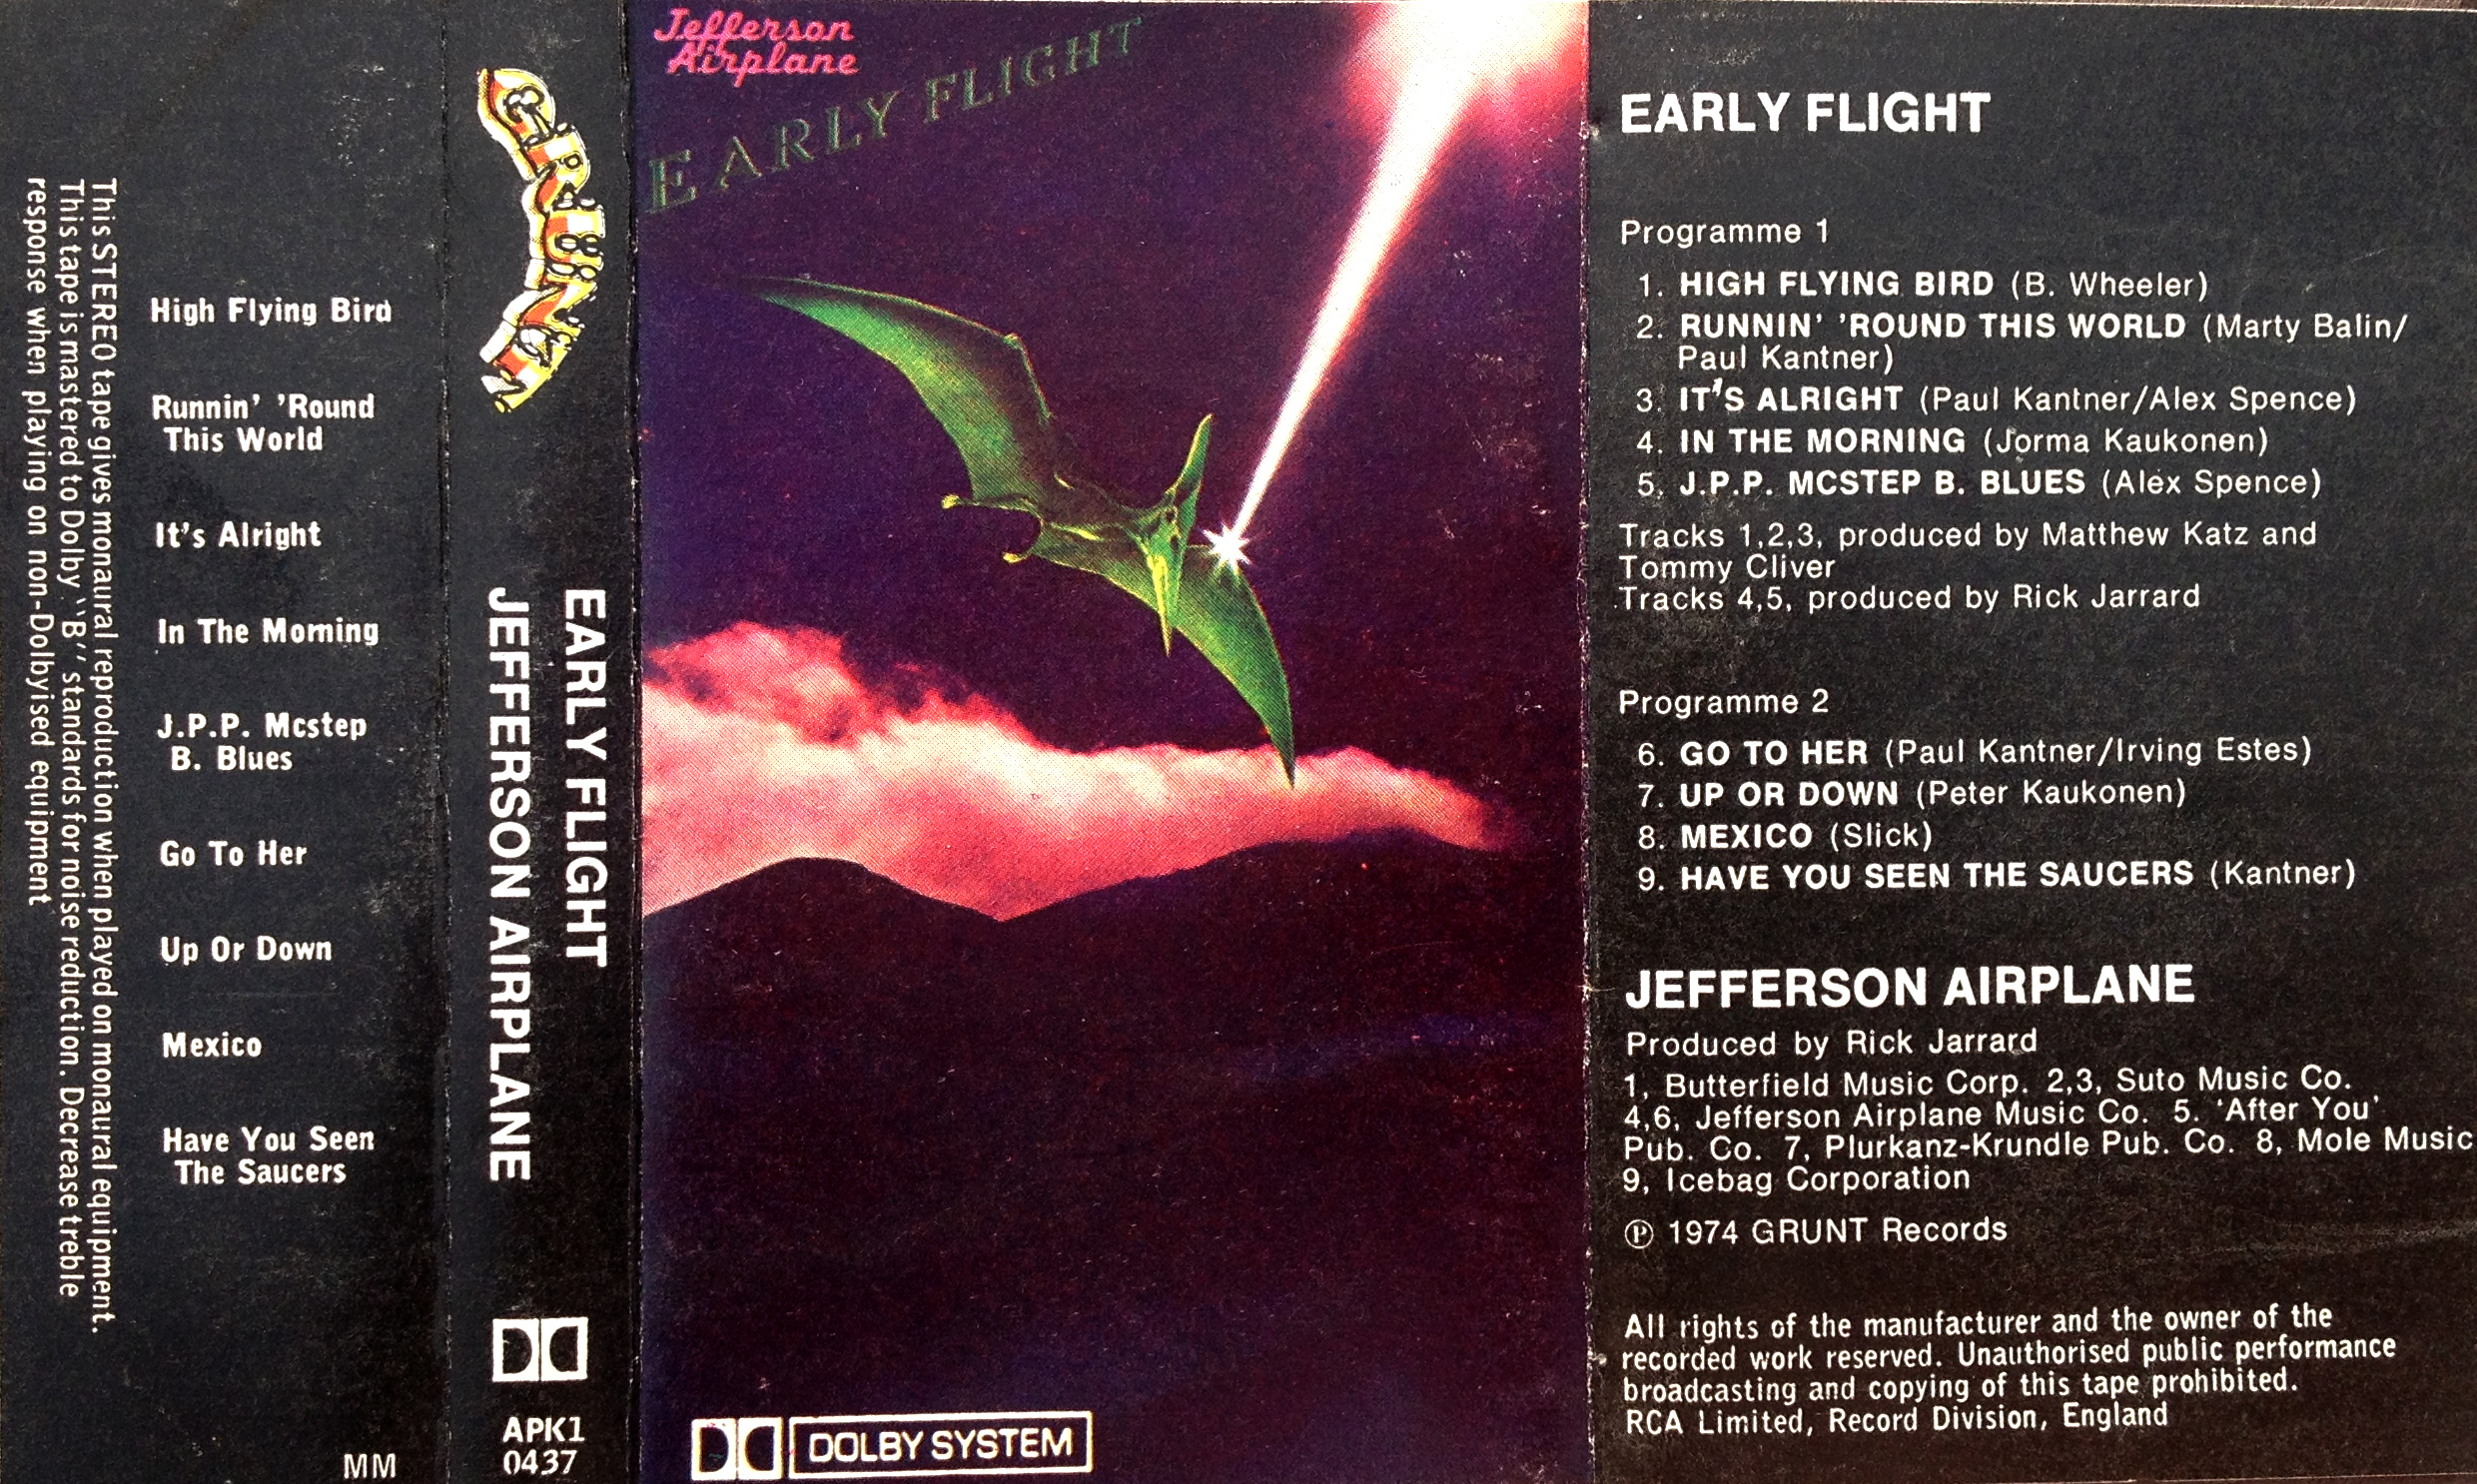 This STEREO tape gives monaural reproduction when played on monaural equipment.
This tape is mastered to Dolby "B" standards for noise reduction. Decrease treble
response when playing on non-Dolbyised equipment
High Flying Bird
Runnin' 'Round
This World
It's Alright
In The Morning
J.P.P. Mcstep
B. Blues
Go To Her
Up Or Down
Mexico
Have You Seen
The Saucers
MM
GRUNT
EARLY FLIGHT
JEFFERSON AIRPLANE
APK1
0437
Jefferson
Airplane
EARLY FLIGHT
DOLBY SYSTEM
EARLY FLIGHT
Programme 1
1. HIGH FLYING BIRD (B. Wheeler)
2. RUNNIN' 'ROUND THIS WORLD (Marty Balin/
Paul Kantner)
3. IT'S ALRIGHT (Paul Kantner/Alex Spence)
4. IN THE MORNING (Jorma Kaukonen)
5. J.P.P. MCSTEP B. BLUES (Alex Spence)
Tracks 1,2,3, produced by Matthew Katz and
Tommy Cliver
Tracks 4,5, produced by Rick Jarrard
Programme 2
6. GO TO HER (Paul Kantner/Irving Estes)
7. UP OR DOWN (Peter Kaukonen)
8. MEXICO (Slick)
9. HAVE YOU SEEN THE SAUCERS (Kantner)
JEFFERSON AIRPLANE
Produced by Rick Jarrard
1, Butterfield Music Corp. 2,3, Suto Music Co.
4,6, Jefferson Airplane Music Co. 5. 'After You'
Pub. Co. 7, Plurkanz-Krundle Pub. Co. 8, Mole Music
9, Icebag Corporation
℗ 1974 GRUNT Records
All rights of the manufacturer and the owner of the
recorded work reserved. Unauthorised public performance
broadcasting and copying of this tape prohibited.
RCA Limited, Record Division, England